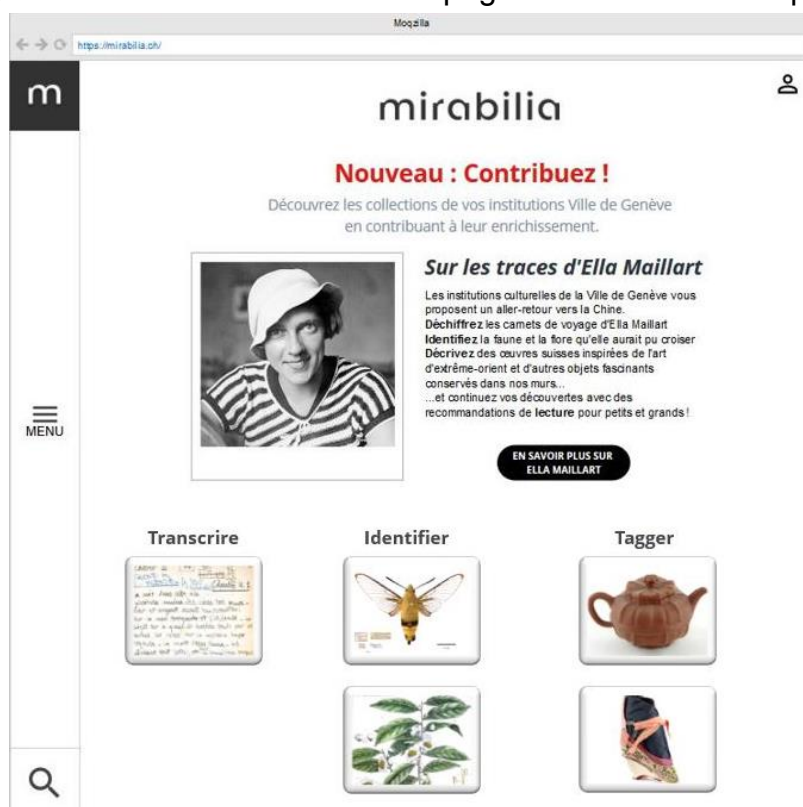 Moqzilla
https://mirabilia.ch/
m
mirabilia
Nouveau : Contribuez !
Découvrez les collections de vos institutions Ville de Genève
en contribuant à leur enrichissement.
Sur les traces d'Ella Maillart
Les institutions culturelles de la Ville de Genève vous
proposent un aller-retour vers la Chine.
Déchiffrez les carnets de voyage d'Ella Maillart
Identifiez la faune et la flore qu'elle aurait pu croiser
Décrivez des œuvres suisses inspirées de l'art
d'extrême-orient et d'autres objets fascinants
conservés dans nos murs...
...et continuez vos découvertes avec des
recommandations de lecture pour petits et grands !
MENU
EN SAVOIR PLUS SUR
ELLA MAILLART
Transcrire
Identifier
Tagger